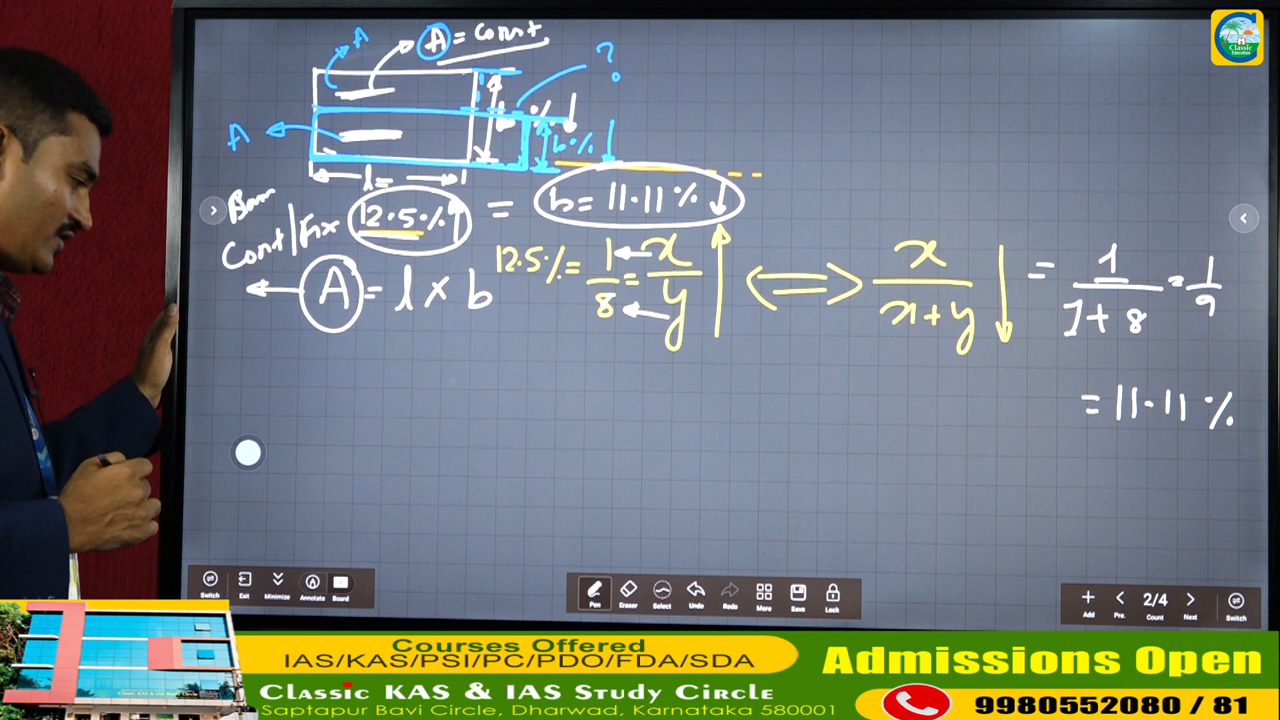 A
A = Const
?
%
A
b%
l=
Const/Fix 12.5% = b= 11.11%
12.5% = 1/8 = x/y ⟺ x/x+y = 1/1+8 = 1/9
A = l × b
= 11.11 %
Classic
Education
Switch Exit Minimize Annotate Board
Pen Eraser Select Undo Redo More Save Lock
Add Pre. 2/4 Count Next Switch
Courses Offered
IAS/KAS/PSI/PC/PDO/FDA/SDA
Classic KAS & IAS Study Circle
Saptapur Bavi Circle, Dharwad, Karnataka 580001
Admissions Open
9980552080 / 81